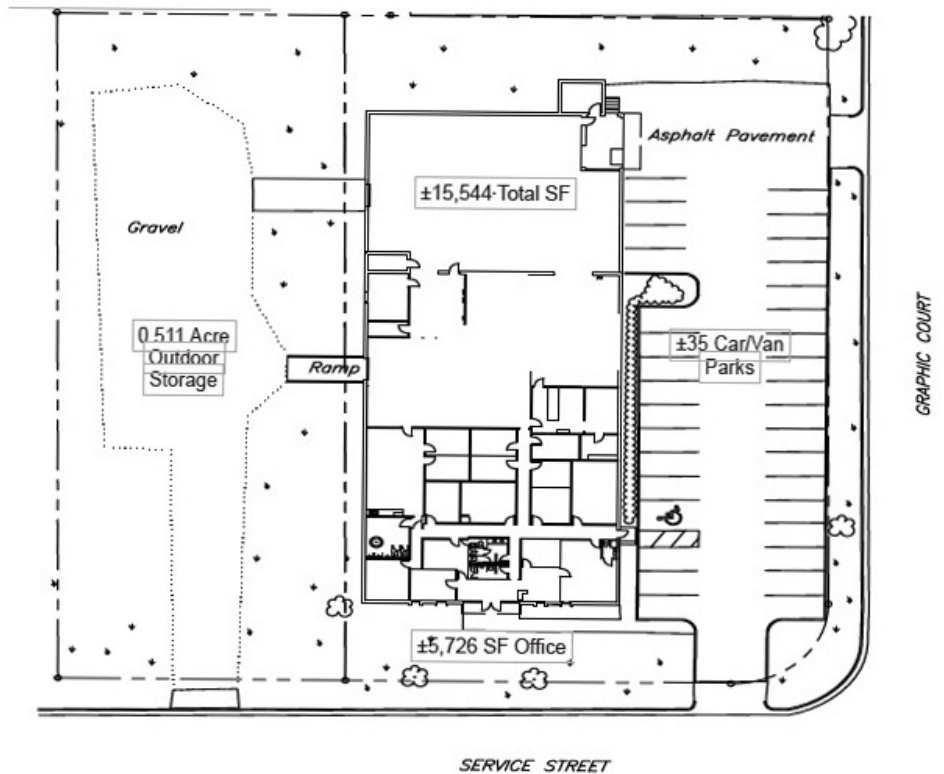 Asphalt Pavement
±15,544 Total SF
Gravel
0.511 Acre
Outdoor
Storage
Ramp
±35 Car/Van
Parks
GRAPHIC COURT
±5,726 SF Office
SERVICE STREET